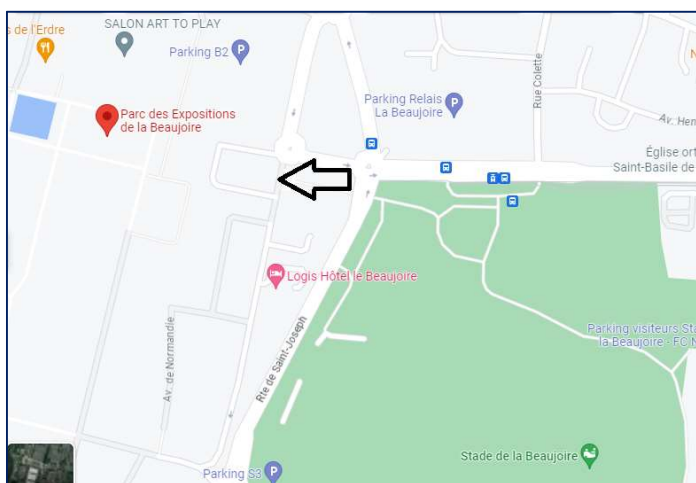 s de l'Erdre
SALON ART TO PLAY
Parking B2
Parc des Expositions
de la Beaujoire
Parking Relais
La Beaujoire
Rue Colette
N
Av. Hen
Église ort
Saint-Basile de
Logis Hôtel le Beaujoire
Rte de Saint-Joseph
Av. de Normandie
Parking visiteurs Sta
la Beaujoire - FC N
Stade de la Beaujoire
Parking S3